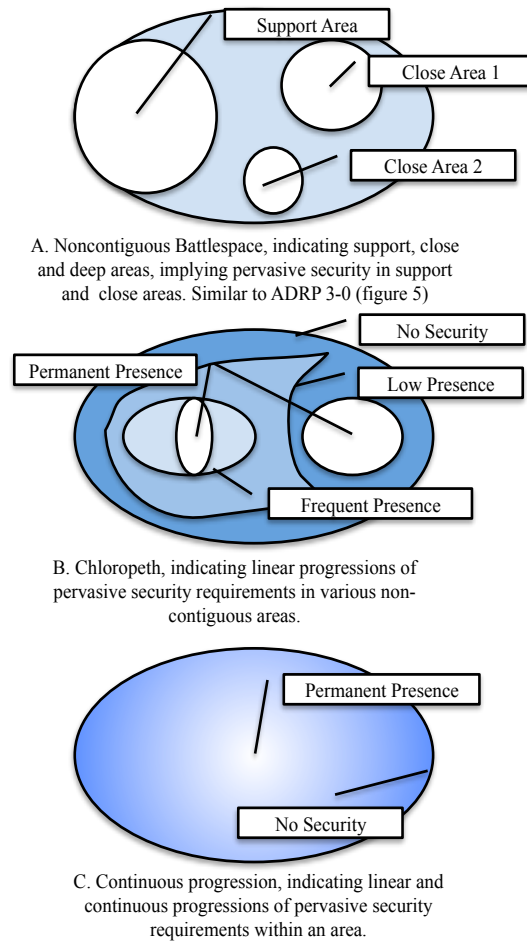 Support Area
Close Area 1
Close Area 2
A. Noncontiguous Battlespace, indicating support, close
and deep areas, implying pervasive security in support
and close areas. Similar to ADRP 3-0 (figure 5)
No Security
Permanent Presence
Low Presence
Frequent Presence
B. Chloropeth, indicating linear progressions of
pervasive security requirements in various non-
contiguous areas.
Permanent Presence
No Security
C. Continuous progression, indicating linear and
continuous progressions of pervasive security
requirements within an area.